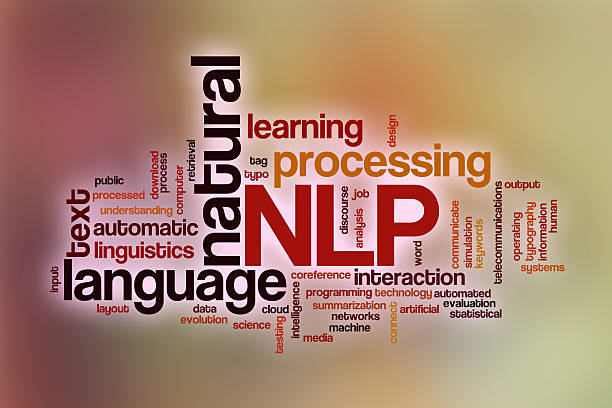 natural
learning
design
tag
processing
retrieval
process
download
typo
public
computer
processed
understanding
text
automatic
linguistics
NLP
discourse
analysis
job
word
communicate
simulation
keywords
telecommunications
output
operating
typography
information
human
systems
input
language
coreference
interaction
layout
data
cloud
intelligence
programming
technology
automated
evolution
science
testing
summarization
connect
artificial
evaluation
networks
statistical
machine
media